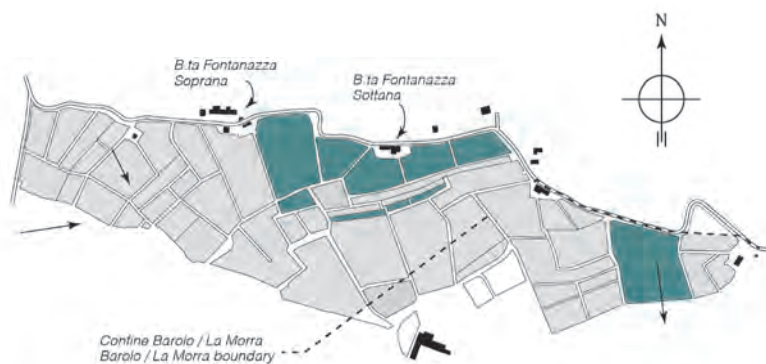 N
B.ta Fontanazza
Soprana
B.ta Fontanazza
Sottana
Confine Barolo / La Morra
Barolo / La Morra boundary